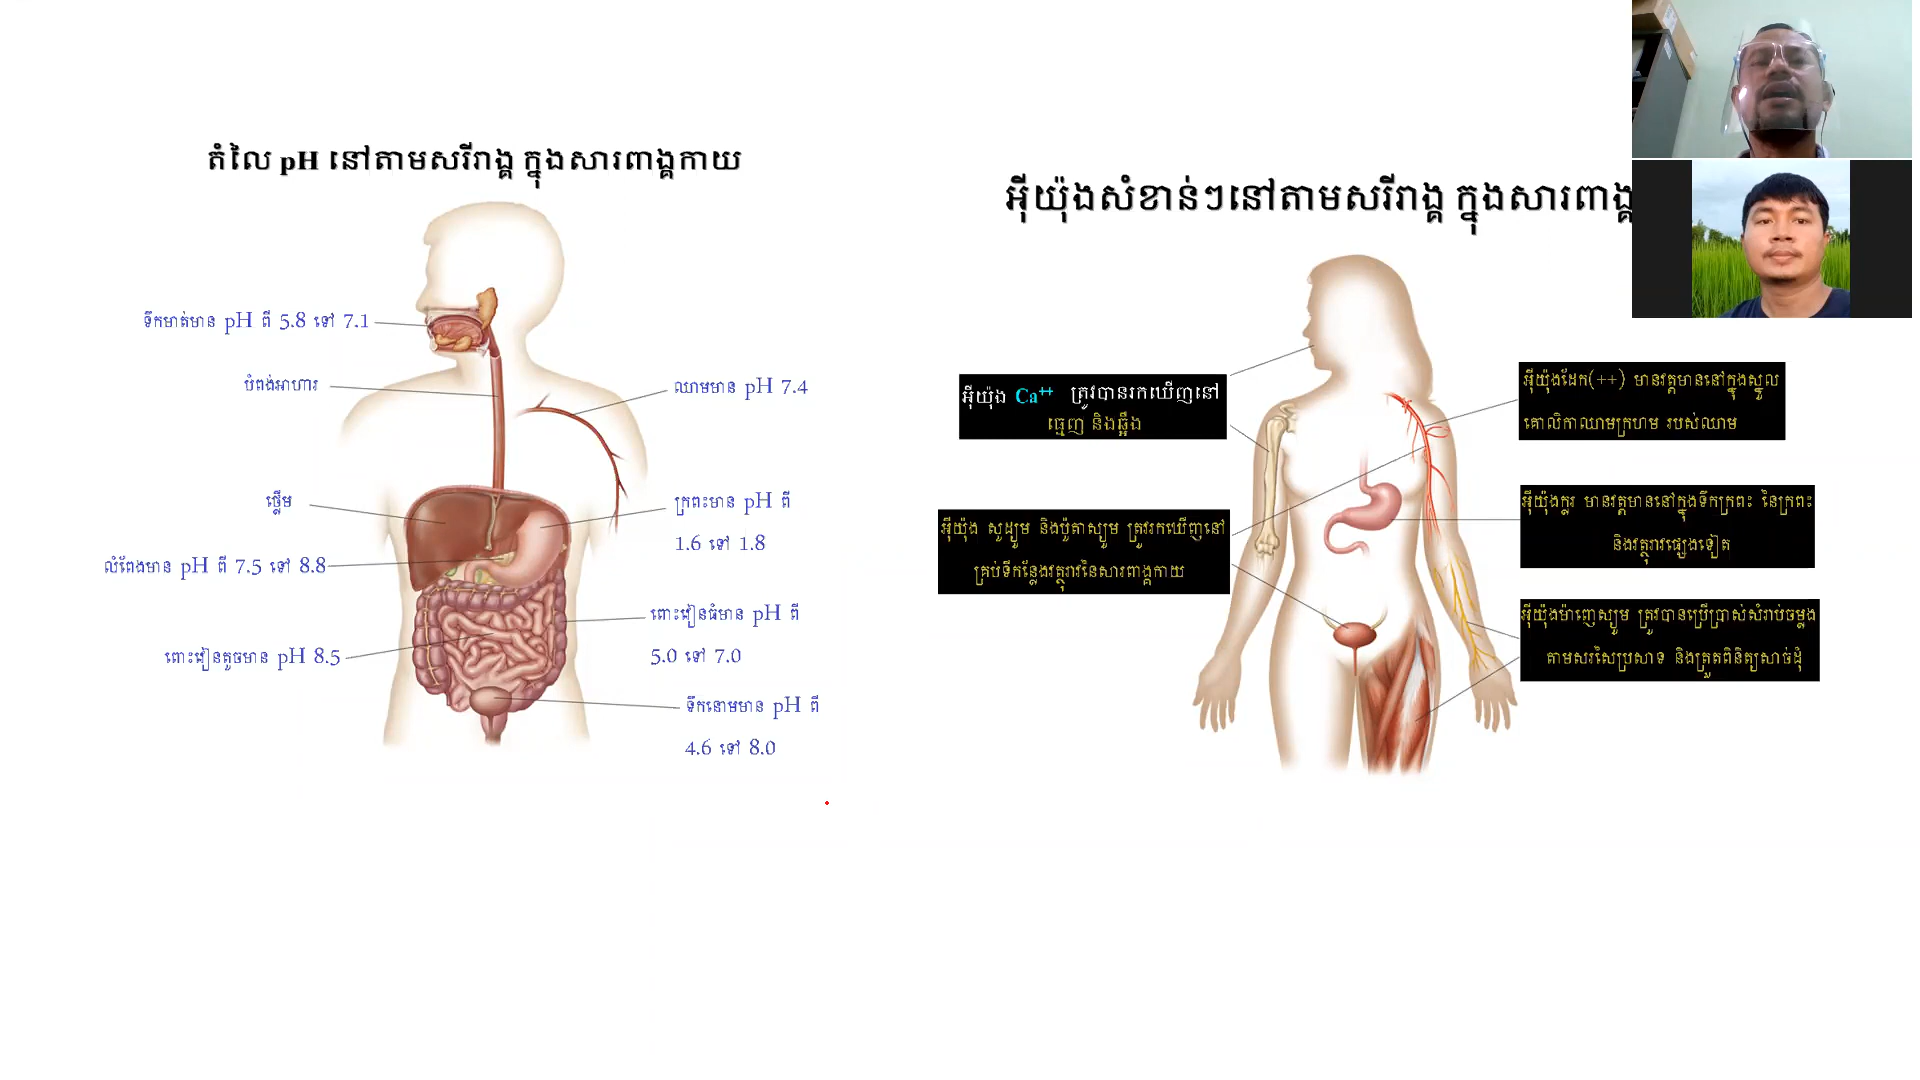 តំលៃ pH នៅតាមសរីរាង្គ ក្នុងសារពាង្គកាយ
ទឹកមាត់មាន pH ពី 5.8 ទៅ 7.1
បំពង់អាហារ
ថ្លើម
លំពែងមាន pH ពី 7.5 ទៅ 8.8
ពោះវៀនតូចមាន pH 8.5
ឈាមមាន pH 7.4
ក្រពះមាន pH ពី
1.6 ទៅ 1.8
ពោះវៀនធំមាន pH ពី
5.0 ទៅ 7.0
ទឹកនោមមាន pH ពី
4.6 ទៅ 8.0
អ៊ីយ៉ុងសំខាន់ៗនៅតាមសរីរាង្គ ក្នុងសារពាង្គ
អ៊ីយ៉ុង Ca++ ត្រូវបានរកឃើញនៅ
ធ្មេញ និងឆ្អឹង
អ៊ីយ៉ុង សូដ្យូម និងប៉ូតាស្យូម ត្រូវរកឃើញនៅ
គ្រប់ទីកន្លែងវត្ថុរាវនៃសារពាង្គកាយ
អ៊ីយ៉ុងដែក(++) មានវត្តមាននៅក្នុងស្នូល
គោលិកាឈាមក្រហម របស់ឈាម
អ៊ីយ៉ុងក្លរ មានវត្តមាននៅក្នុងទឹកក្រពះ នៃក្រពះ
និងវត្ថុរាវផ្សេងទៀត
អ៊ីយ៉ុងម៉ាញ៉េស្យូម ត្រូវបានប្រើប្រាស់សំរាប់ចម្លង
តាមសរសៃប្រសាទ និងត្រួតពិនិត្យសាច់ដុំ